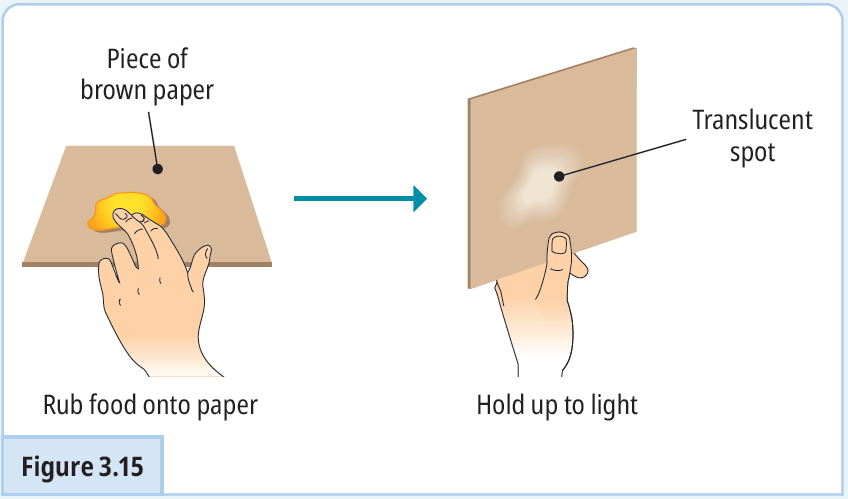 Piece of
brown paper
Translucent
spot
Rub food onto paper
Hold up to light
Figure 3.15